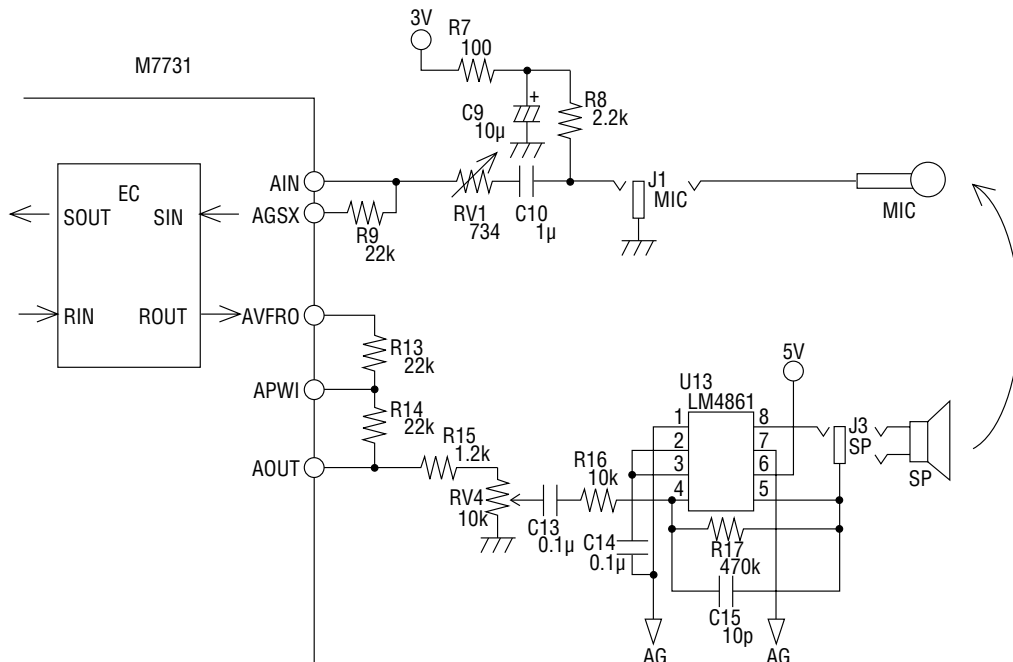 3V
R7
100
M7731
C9
+
10μ
R8
2.2k
EC
SOUT
SIN
RIN
ROUT
AIN
AGSX
R9
22k
RV1
734
C10
1μ
J1
MIC
MIC
AVFRO
R13
22k
APWI
R14
22k
AOUT
R15
1.2k
RV4
10k
C13
0.1μ
R16
10k
C14
0.1μ
U13
LM4861
1
2
3
4
8
7
6
5
5V
J3
SP
SP
R17
470k
C15
10p
AG
AG